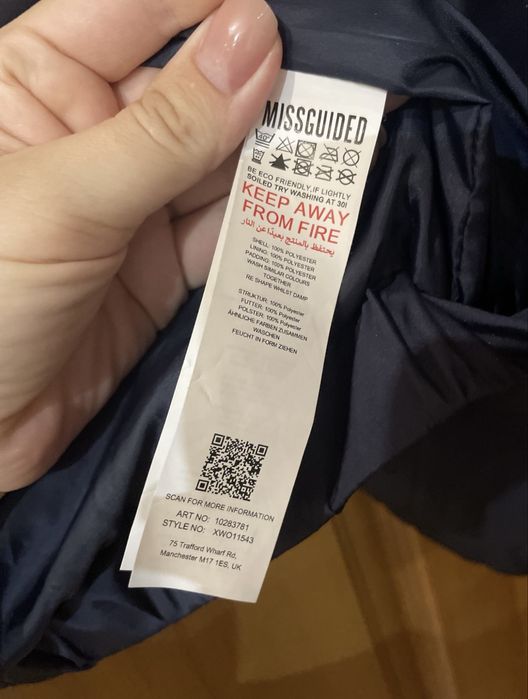 MISSGUIDED
40
BE ECO FRIENDLY,IF LIGHTLY
SOILED TRY WASHING AT 30!
KEEP AWAY
FROM FIRE
يحتفظ بالمنتج بعيدًا عن النار
SHELL: 100% POLYESTER
LINING: 100% POLYESTER
PADDING: 100% POLYESTER
WASH SIMILAR COLOURS
TOGETHER
RE SHAPE WHILST DAMP
STRUKTUR: 100% Polyester
FUTTER: 100% Polyester
POLSTER: 100% Polyester
ÄHNLICHE FARBEN ZUSAMMEN
WASCHEN
FEUCHT IN FORM ZIEHEN
SCAN FOR MORE INFORMATION
ART NO: 10283781
STYLE NO: XWO11543
75 Trafford Wharf Rd,
Manchester M17 1ES, UK